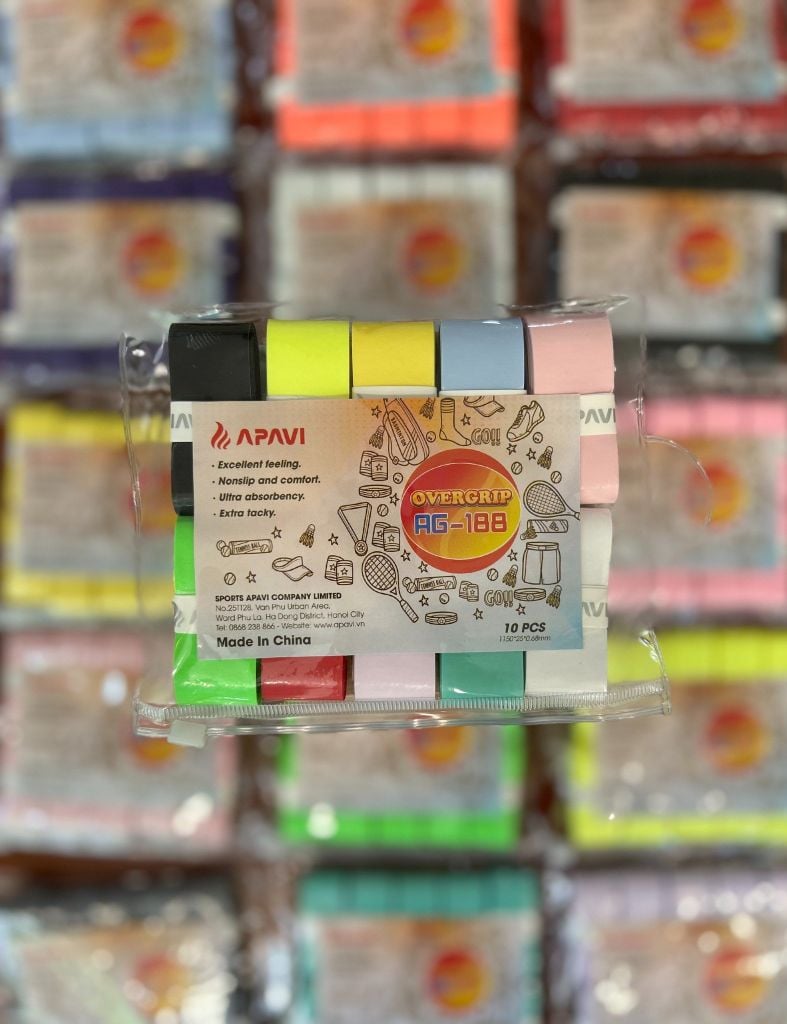 APAVI
· Excellent feeling.
· Nonslip and comfort.
· Ultra absorbency.
· Extra tacky.
GO!!
OVERGRIP
AG-188
GO!!
SPORTS APAVI COMPANY LIMITED
No.251T28, Van Phu Urban Area,
Ward Phu La, Ha Dong District, Hanoi City
Tel: 0868 238 866 - Website: www.apavi.vn
Made In China
10 PCS
1150*25*0.68mm